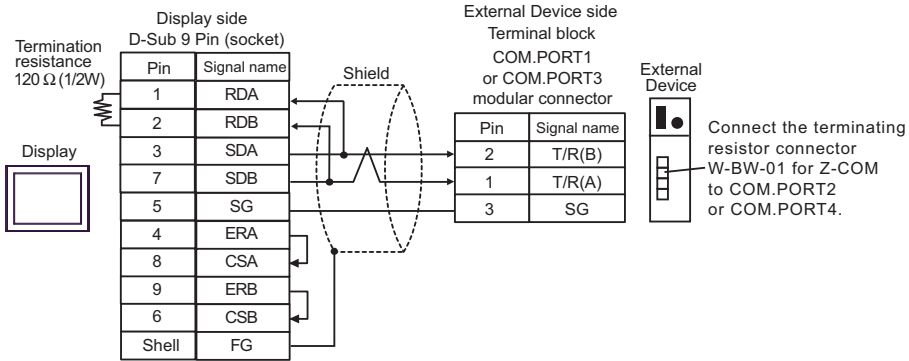 Display side
D-Sub 9 Pin (socket)
Termination
resistance
120 Ω (1/2W)
Pin Signal name
1 RDA
2 RDB
3 SDA
7 SDB
5 SG
4 ERA
8 CSA
9 ERB
6 CSB
Shell FG
Display
Shield
External Device side
Terminal block
COM.PORT1
or COM.PORT3
modular connector
Pin Signal name
2 T/R(B)
1 T/R(A)
3 SG
External
Device
Connect the terminating
resistor connector
W-BW-01 for Z-COM
to COM.PORT2
or COM.PORT4.